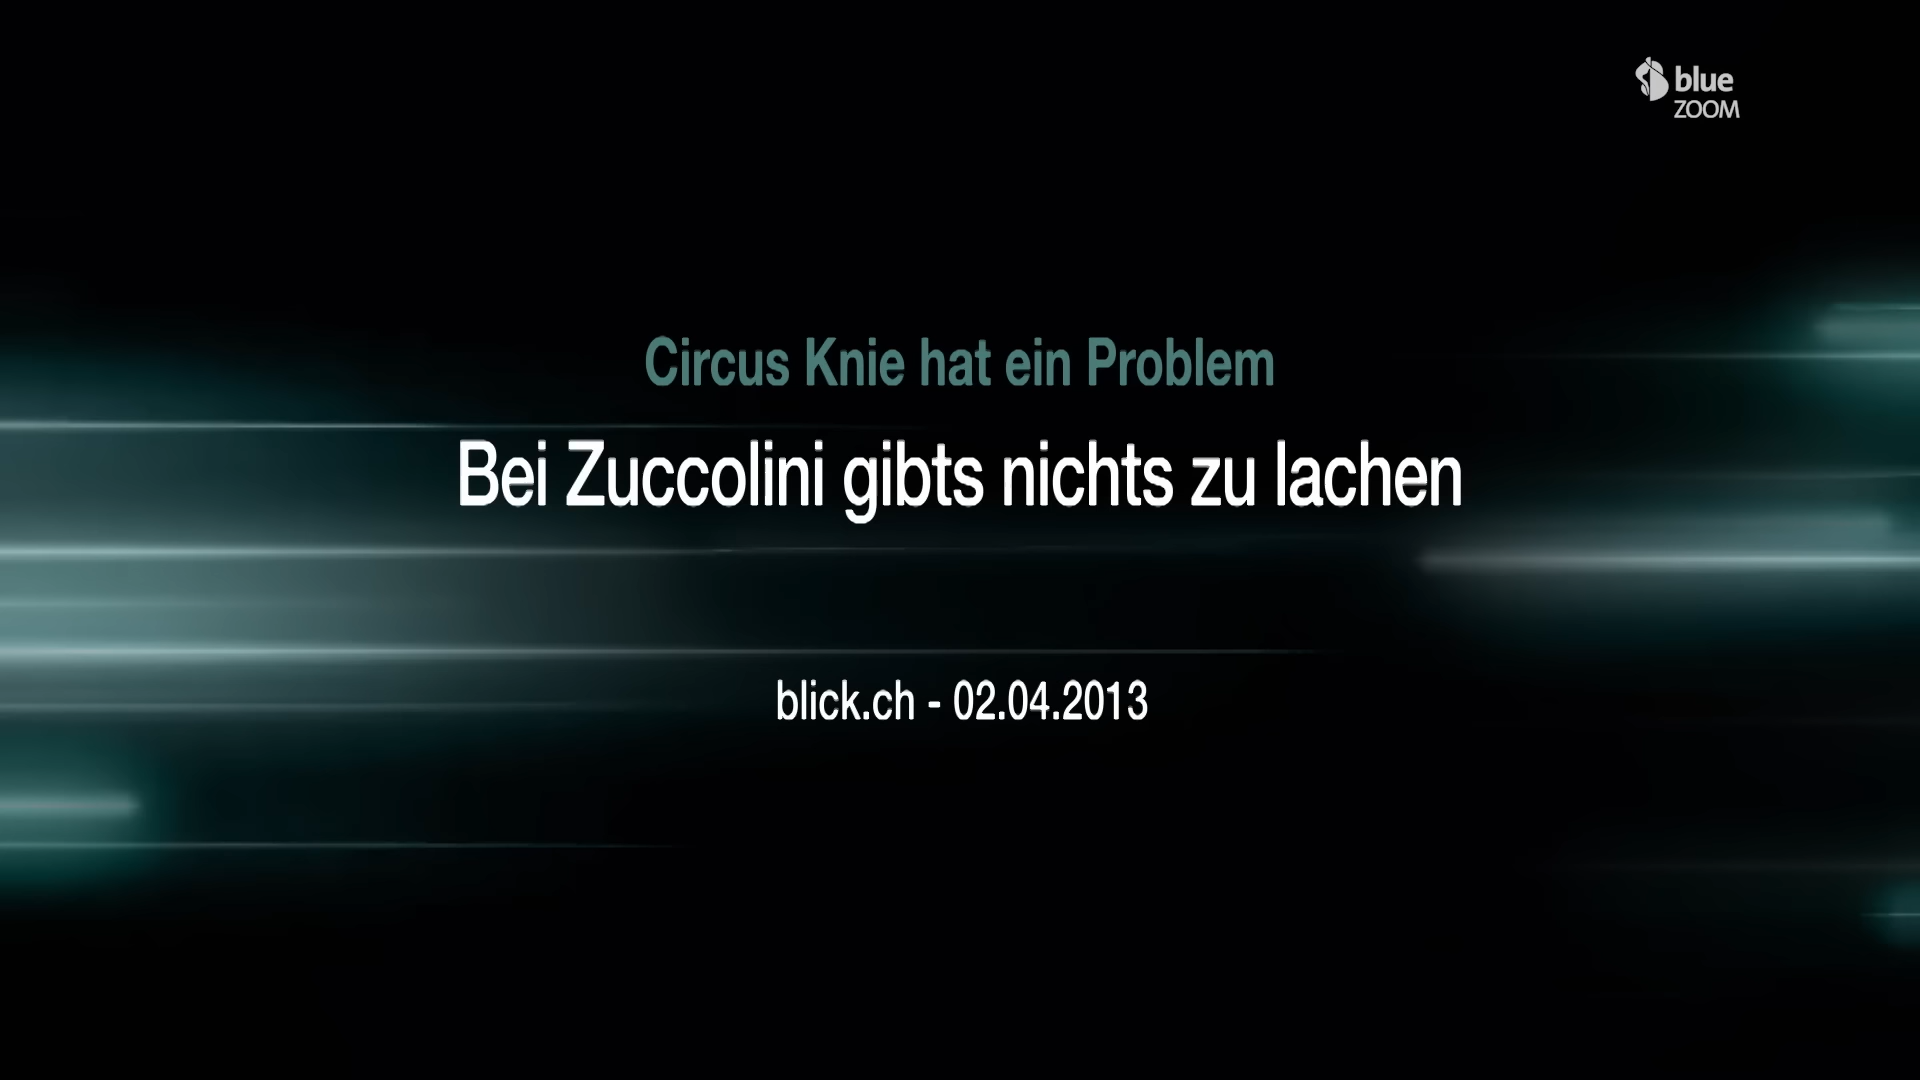 blue
ZOOM
Circus Knie hat ein Problem
Bei Zuccolini gibts nichts zu lachen
blick.ch - 02.04.2013